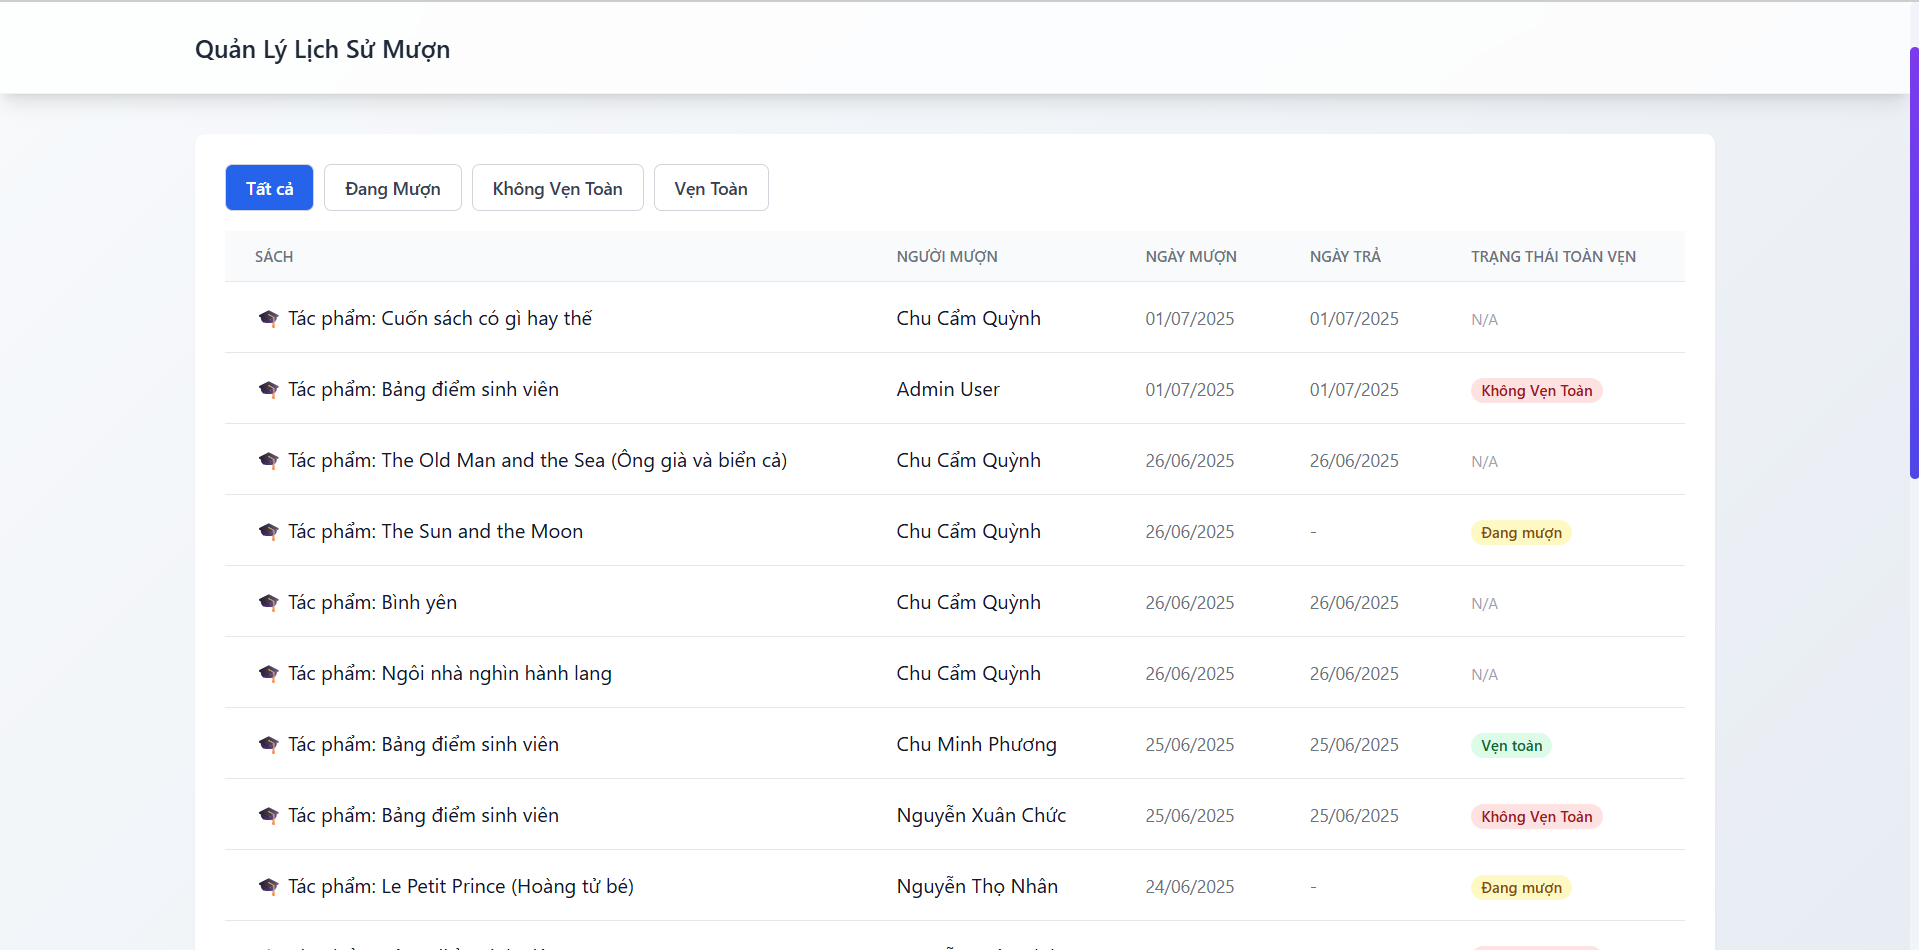 Quản Lý Lịch Sử Mượn
Tất cả Đang Mượn Không Vẹn Toàn Vẹn Toàn
SÁCH NGƯỜI MƯỢN NGÀY MƯỢN NGÀY TRẢ TRẠNG THÁI TOÀN VẸN
Tác phẩm: Cuốn sách có gì hay thế Chu Cẩm Quỳnh 01/07/2025 01/07/2025 N/A
Tác phẩm: Bảng điểm sinh viên Admin User 01/07/2025 01/07/2025 Không Vẹn Toàn
Tác phẩm: The Old Man and the Sea (Ông già và biển cả) Chu Cẩm Quỳnh 26/06/2025 26/06/2025 N/A
Tác phẩm: The Sun and the Moon Chu Cẩm Quỳnh 26/06/2025 - Đang mượn
Tác phẩm: Bình yên Chu Cẩm Quỳnh 26/06/2025 26/06/2025 N/A
Tác phẩm: Ngôi nhà nghìn hành lang Chu Cẩm Quỳnh 26/06/2025 26/06/2025 N/A
Tác phẩm: Bảng điểm sinh viên Chu Minh Phương 25/06/2025 25/06/2025 Vẹn toàn
Tác phẩm: Bảng điểm sinh viên Nguyễn Xuân Chức 25/06/2025 25/06/2025 Không Vẹn Toàn
Tác phẩm: Le Petit Prince (Hoàng tử bé) Nguyễn Thọ Nhân 24/06/2025 - Đang mượn